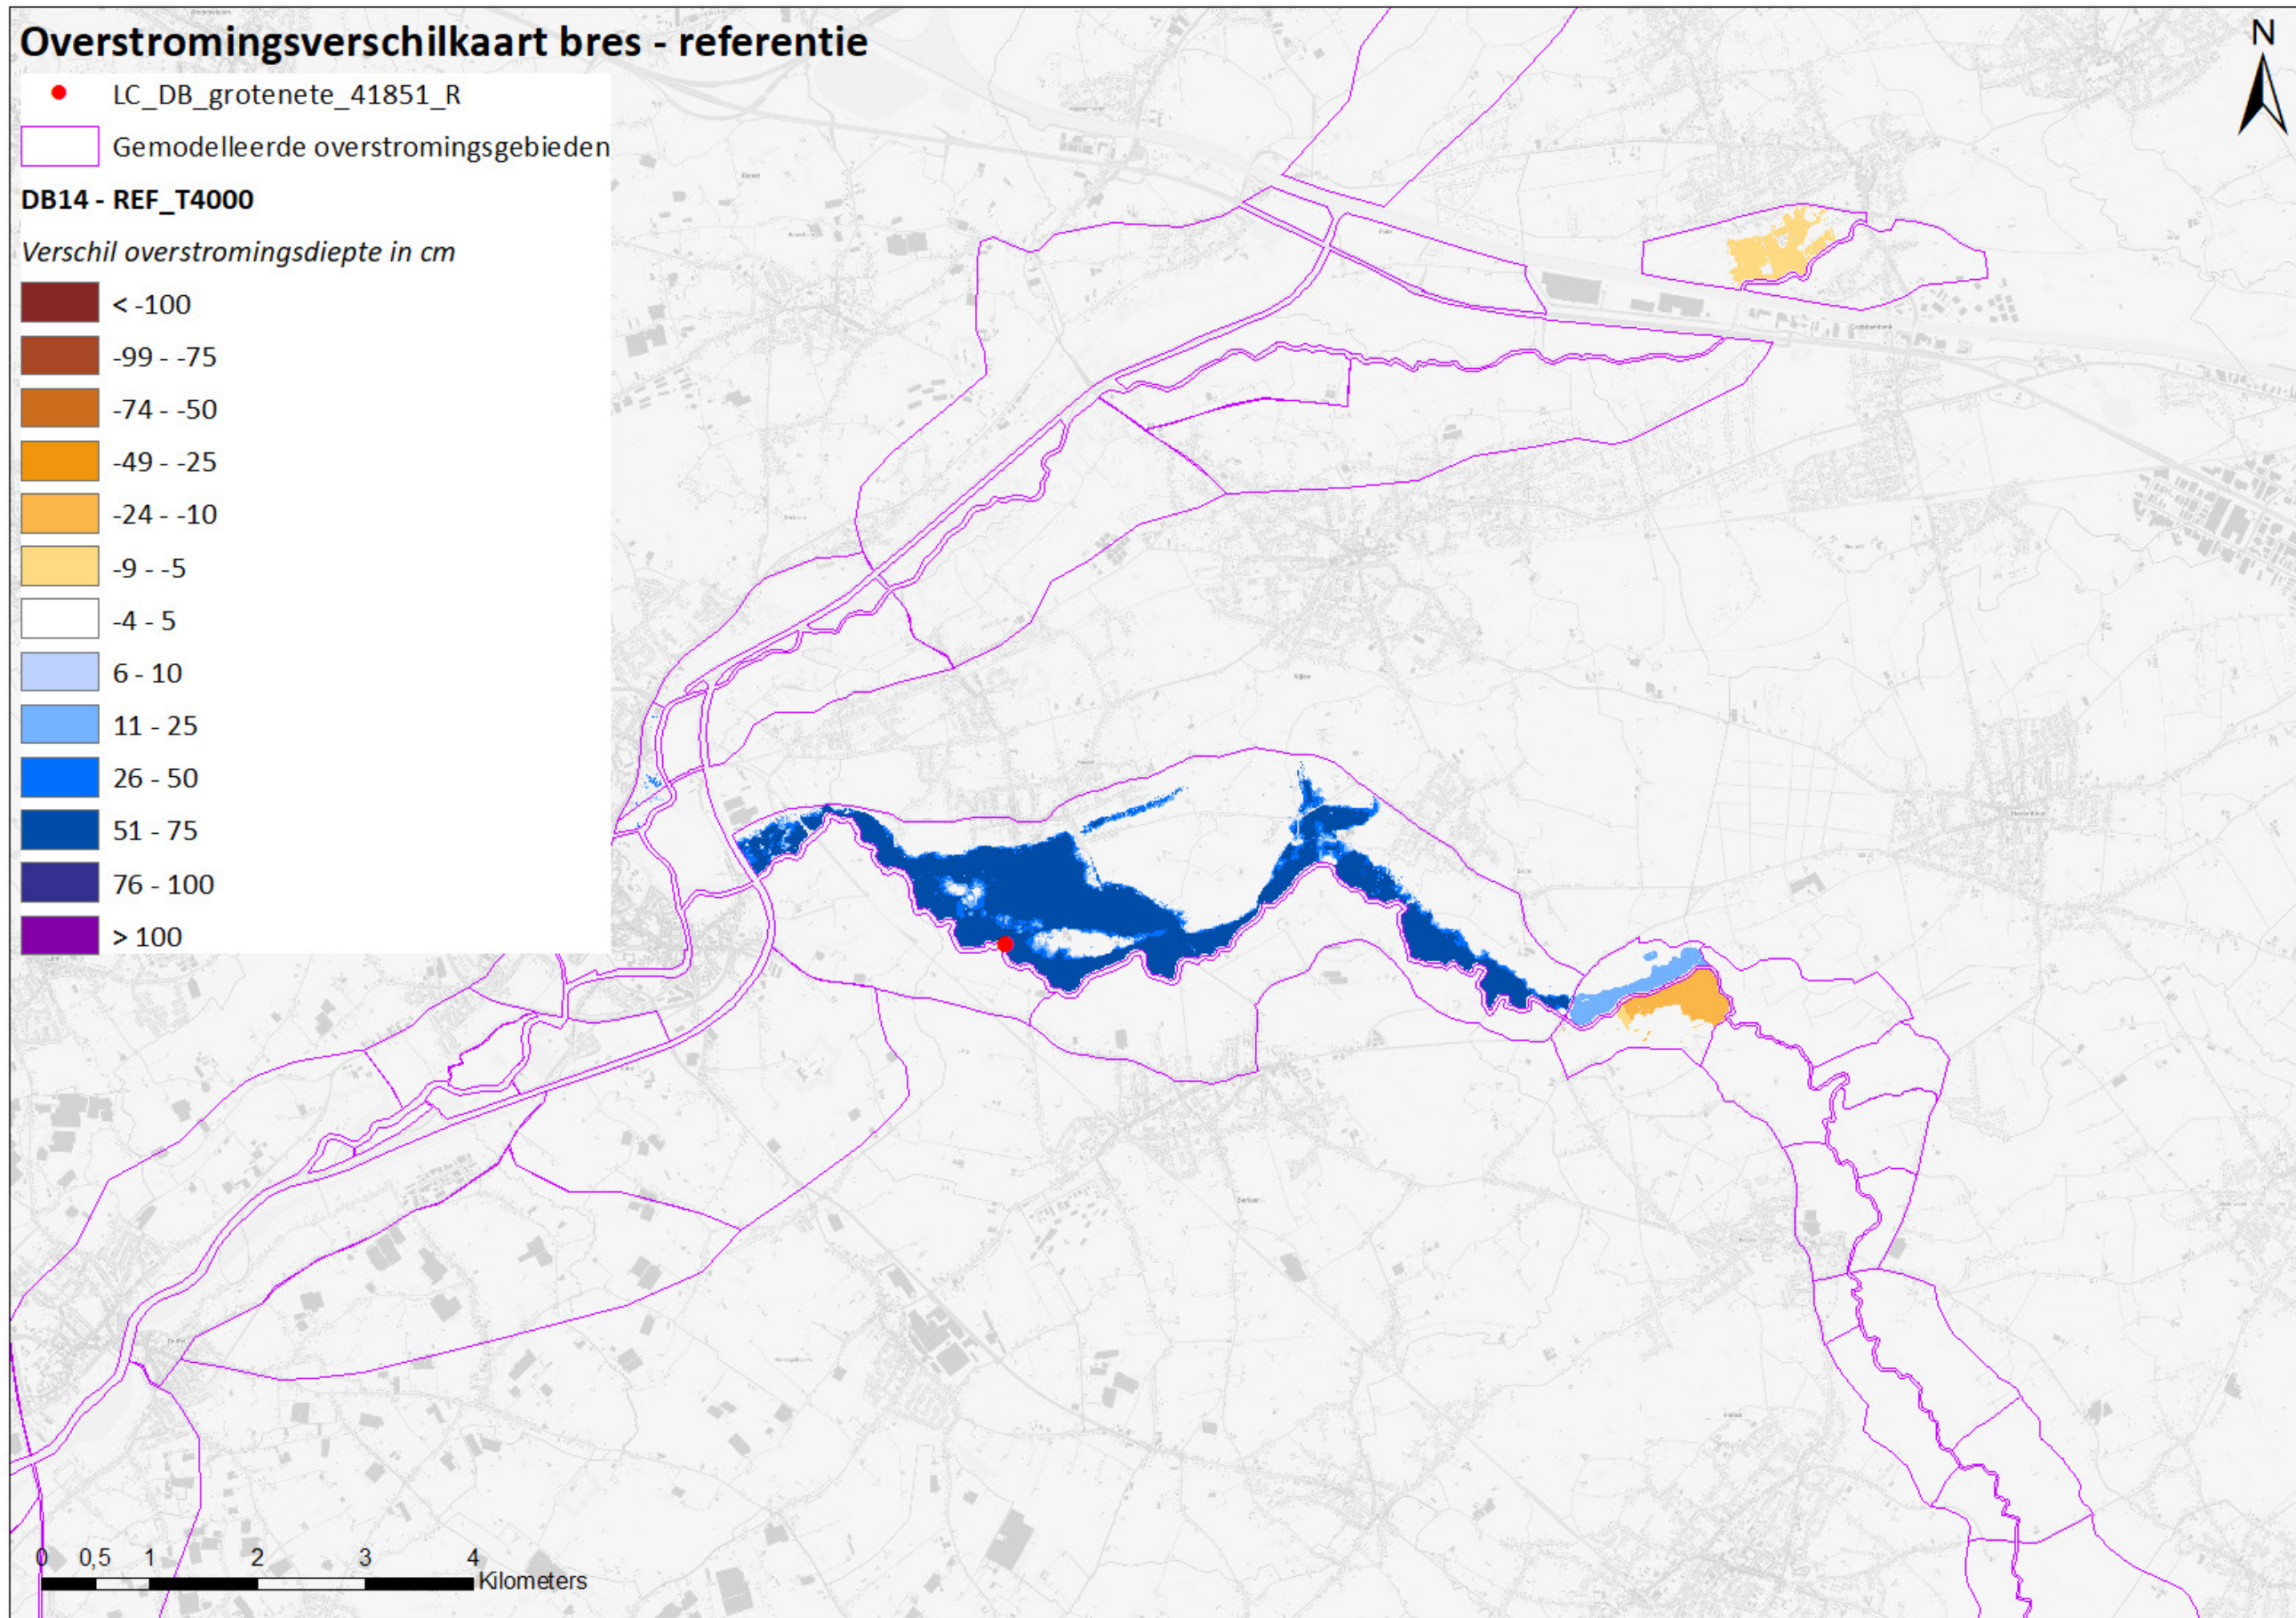 Overstromingsverschilkaart bres - referentie
N
LC_DB_grotenete_41851_R
Gemodelleerde overstromingsgebieden
DB14 - REF_T4000
Verschil overstromingsdiepte in cm
< -100
-99 - -75
-74 - -50
-49 - -25
-24 - -10
-9 - -5
-4 - 5
6 - 10
11 - 25
26 - 50
51 - 75
76 - 100
> 100
Grobbendonk
0 0,5 1 2 3 4
Kilometers